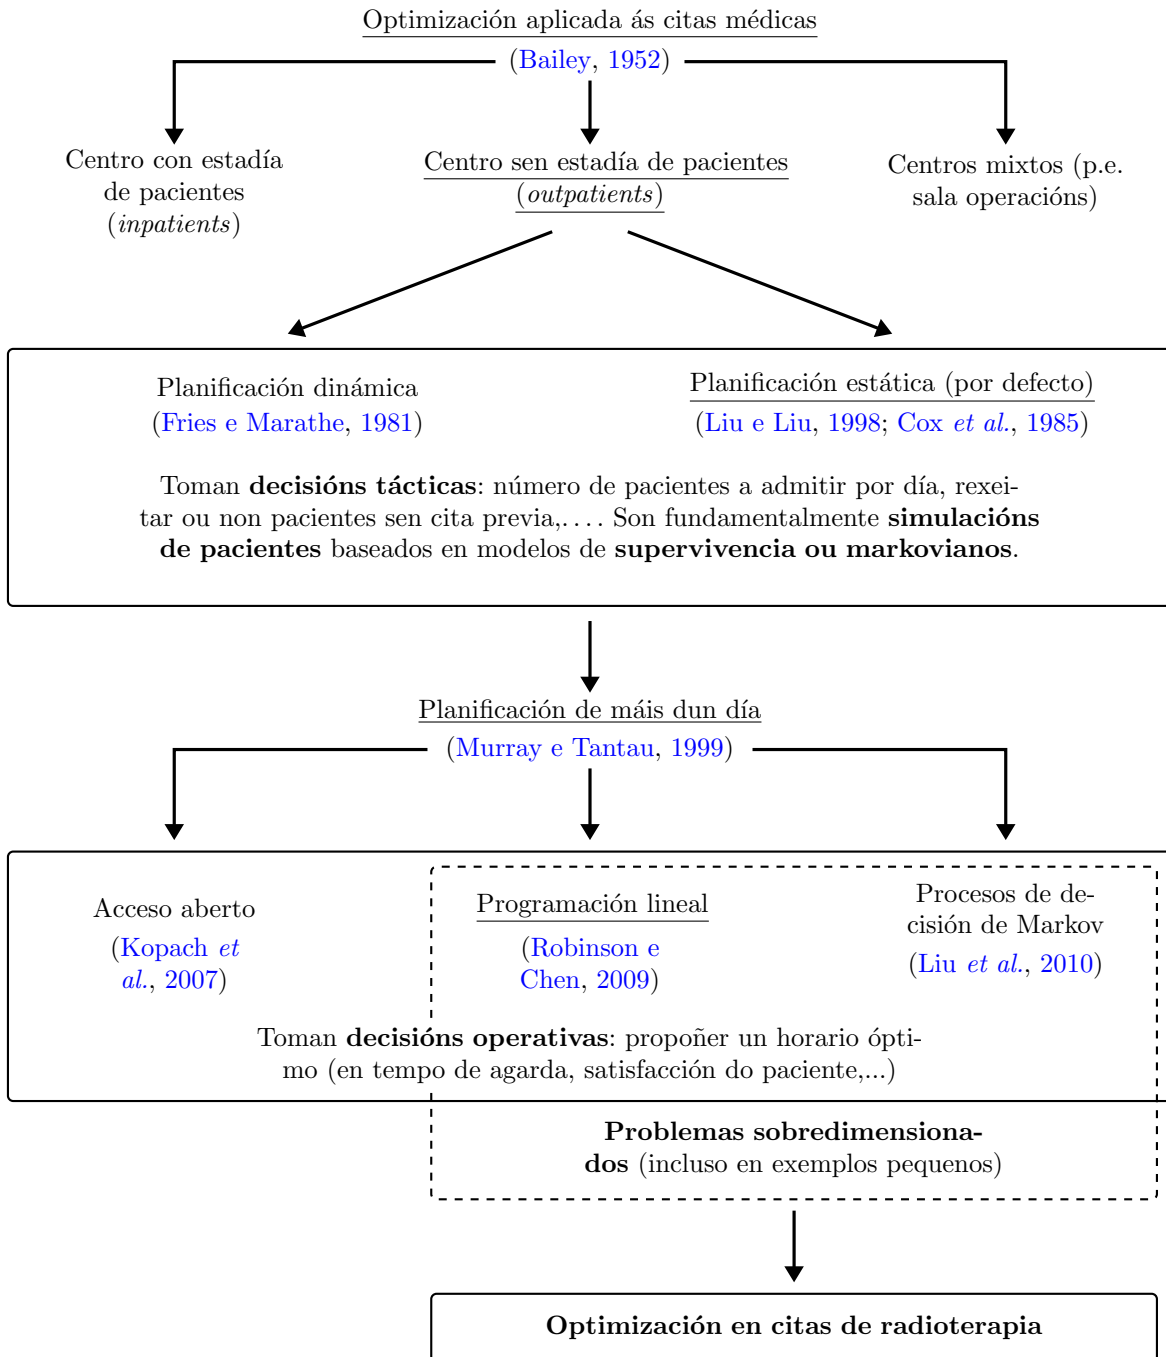 Optimización aplicada ás citas médicas
(Bailey, 1952)
Centro con estadía
de pacientes
(inpatients)
Centro sen estadía de pacientes
(outpatients)
Centros mixtos (p.e.
sala operacións)
Planificación dinámica
(Fries e Marathe, 1981)
Planificación estática (por defecto)
(Liu e Liu, 1998; Cox et al., 1985)
Toman decisións tácticas: número de pacientes a admitir por día, rexei-
tar ou non pacientes sen cita previa,.... Son fundamentalmente simulacións
de pacientes baseados en modelos de supervivencia ou markovianos.
Planificación de máis dun día
(Murray e Tantau, 1999)
Acceso aberto
(Kopach et
al., 2007)
Programación lineal
(Robinson e
Chen, 2009)
Procesos de de-
cisión de Markov
(Liu et al., 2010)
Toman decisións operativas: propoñer un horario ópti-
mo (en tempo de agarda, satisfacción do paciente,...)
Problemas sobredimensiona-
dos (incluso en exemplos pequenos)
Optimización en citas de radioterapia